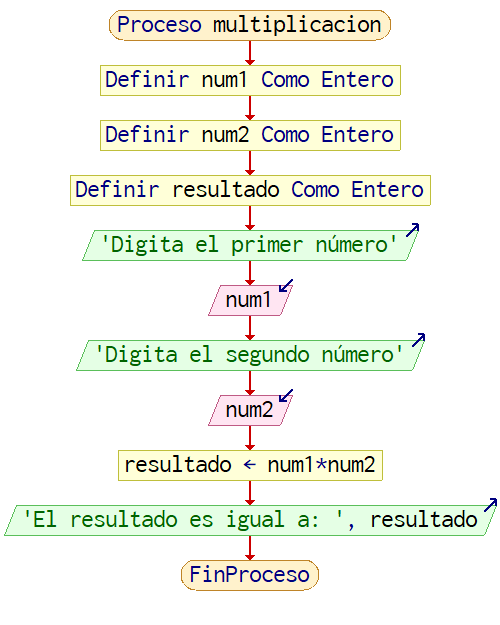 Proceso multiplicacion
Definir num1 Como Entero
Definir num2 Como Entero
Definir resultado Como Entero
'Digita el primer número'
num1
'Digita el segundo número'
num2
resultado ← num1*num2
'El resultado es igual a: ', resultado
FinProceso